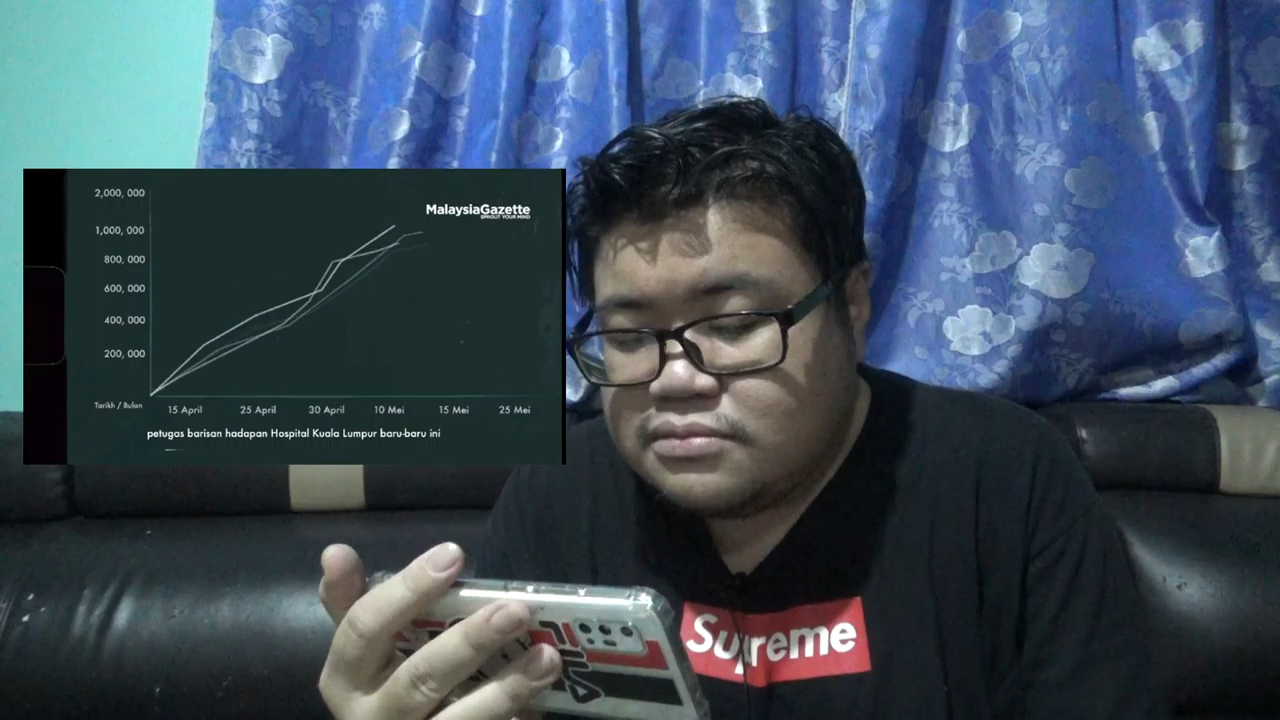 2,000, 000
MalaysiaGazette
SPROUT YOUR MIND
1,000, 000
800, 000
600, 000
400, 000
200, 000
Tarikh / Bulan
15 April
25 April
30 April
10 Mei
15 Mei
25 Mei
petugas barisan hadapan Hospital Kuala Lumpur baru-baru ini
Supreme
FILA